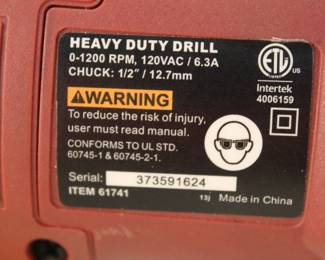 HEAVY DUTY DRILL
0-1200 RPM, 120VAC / 6.3A
CHUCK: 1/2” / 12.7mm
ETL
US
Intertek
4006159
WARNING
To reduce the risk of injury,
user must read manual.
CONFORMS TO UL STD.
60745-1 & 60745-2-1.
Serial: 373591624
ITEM 61741
13j Made in China